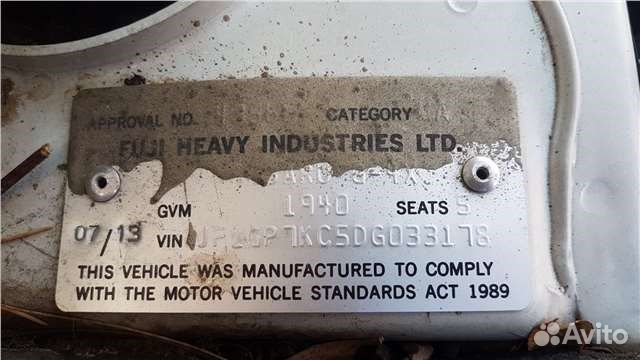 APPROVAL NO. CATEGORY
FUJI HEAVY INDUSTRIES LTD.
GVM 1940 SEATS 5
07/13 VIN
THIS VEHICLE WAS MANUFACTURED TO COMPLY
WITH THE MOTOR VEHICLE STANDARDS ACT 1989
Avito